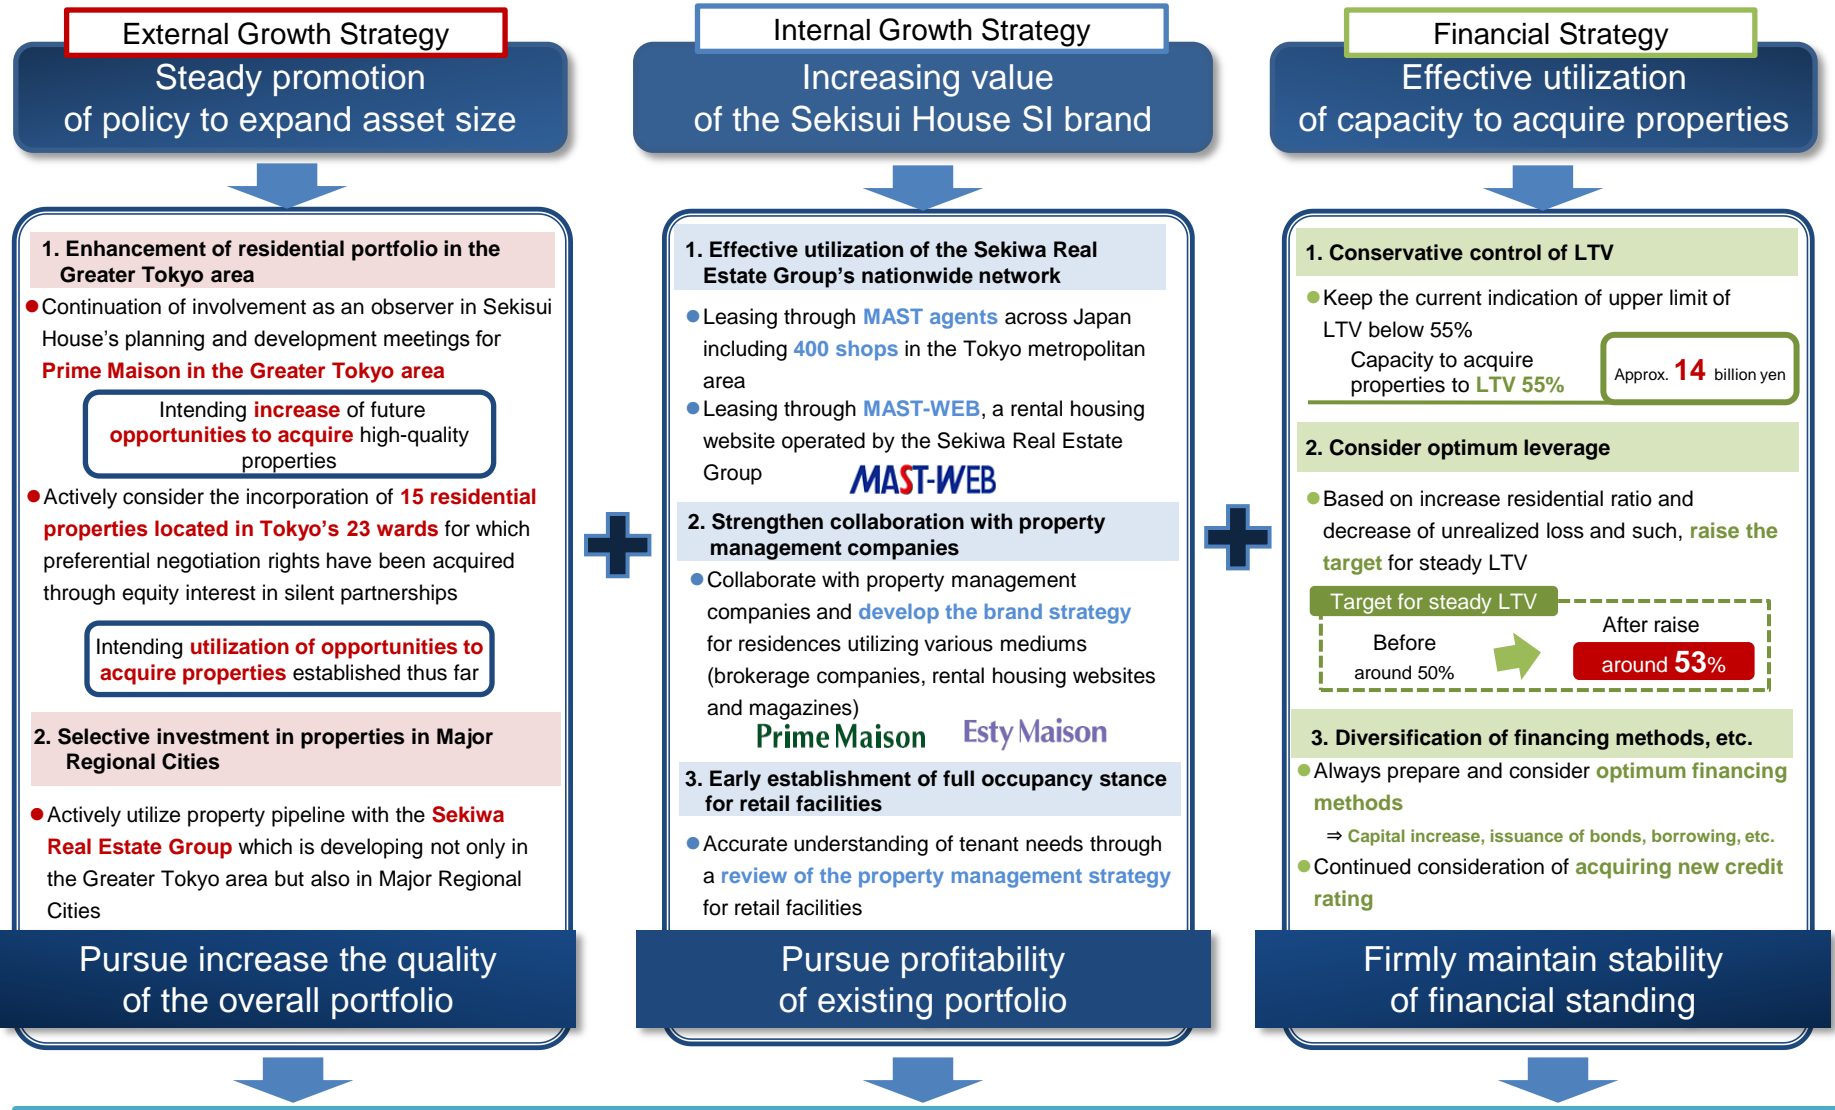 External Growth Strategy
Steady promotion
of policy to expand asset size
1. Enhancement of residential portfolio in the
Greater Tokyo area
●Continuation of involvement as an observer in Sekisui
House's planning and development meetings for
Prime Maison in the Greater Tokyo area
Intending increase of future
opportunities to acquire high-quality
properties
●Actively consider the incorporation of 15 residential
properties located in Tokyo's 23 wards for which
preferential negotiation rights have been acquired
through equity interest in silent partnerships
Intending utilization of opportunities to
acquire properties established thus far
2. Selective investment in properties in Major
Regional Cities
●Actively utilize property pipeline with the Sekiwa
Real Estate Group which is developing not only in
the Greater Tokyo area but also in Major Regional
Cities
Pursue increase the quality
of the overall portfolio
Internal Growth Strategy
Increasing value
of the Sekisui House SI brand
1. Effective utilization of the Sekiwa Real
Estate Group's nationwide network
●Leasing through MAST agents across Japan
including 400 shops in the Tokyo metropolitan
area
●Leasing through MAST-WEB, a rental housing
website operated by the Sekiwa Real Estate
Group
MAST-WEB
2. Strengthen collaboration with property
management companies
●Collaborate with property management
companies and develop the brand strategy
for residences utilizing various mediums
(brokerage companies, rental housing websites
and magazines)
Prime Maison Esty Maison
3. Early establishment of full occupancy stance
for retail facilities
●Accurate understanding of tenant needs through
a review of the property management strategy
for retail facilities
Pursue profitability
of existing portfolio
Financial Strategy
Effective utilization
of capacity to acquire properties
1. Conservative control of LTV
●Keep the current indication of upper limit of
LTV below 55%
Capacity to acquire
properties to LTV 55%
Approx. 14 billion yen
2. Consider optimum leverage
●Based on increase residential ratio and
decrease of unrealized loss and such, raise the
target for steady LTV
Target for steady LTV
Before
around 50%
After raise
around 53%
3. Diversification of financing methods, etc.
●Always prepare and consider optimum financing
methods
⇒ Capital increase, issuance of bonds, borrowing, etc.
●Continued consideration of acquiring new credit
rating
Firmly maintain stability
of financial standing